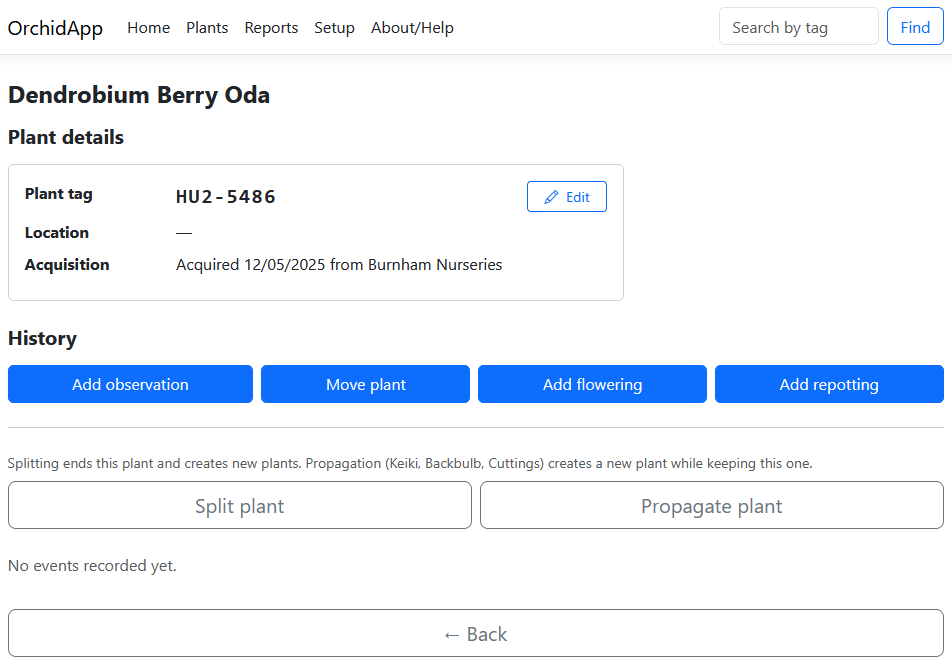 OrchidApp Home Plants Reports Setup About/Help Search by tag Find
Dendrobium Berry Oda
Plant details
Plant tag HU2-5486 Edit
Location —
Acquisition Acquired 12/05/2025 from Burnham Nurseries
History
Add observation Move plant Add flowering Add repotting
Splitting ends this plant and creates new plants. Propagation (Keiki, Backbulb, Cuttings) creates a new plant while keeping this one.
Split plant Propagate plant
No events recorded yet.
← Back